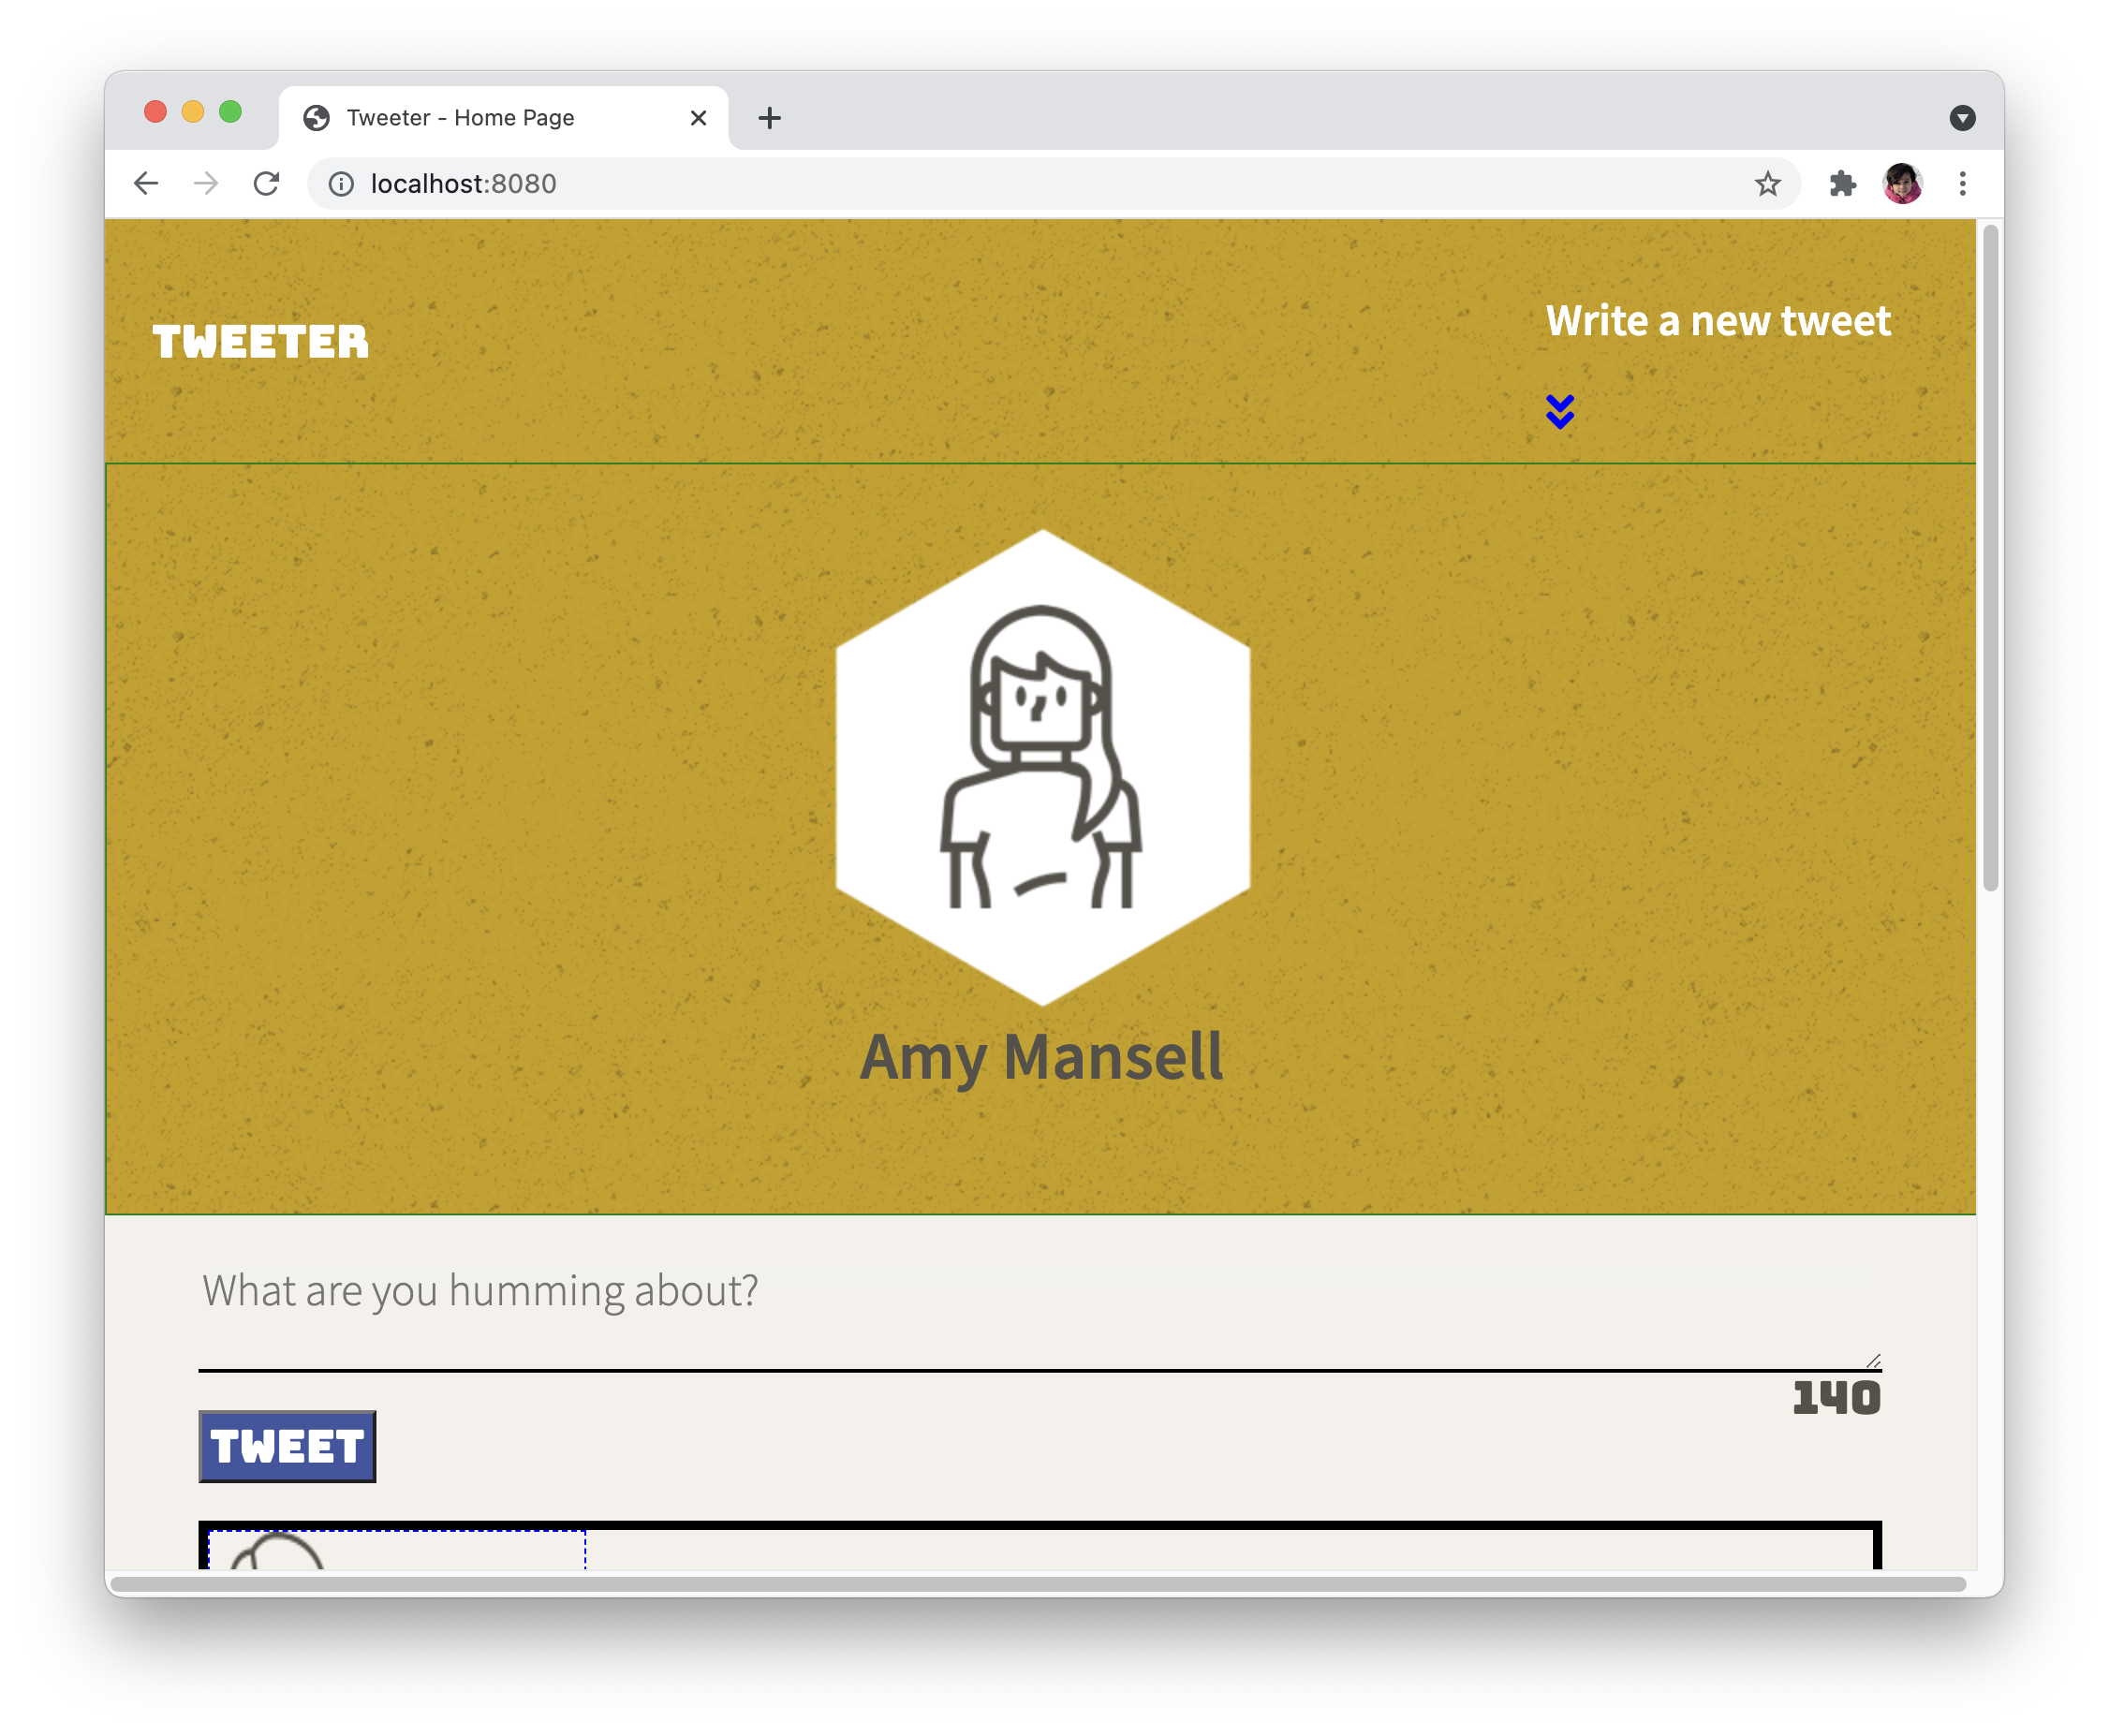 Tweeter - Home Page
localhost:8080
TWEETER
Write a new tweet
Amy Mansell
What are you humming about?
140
TWEET